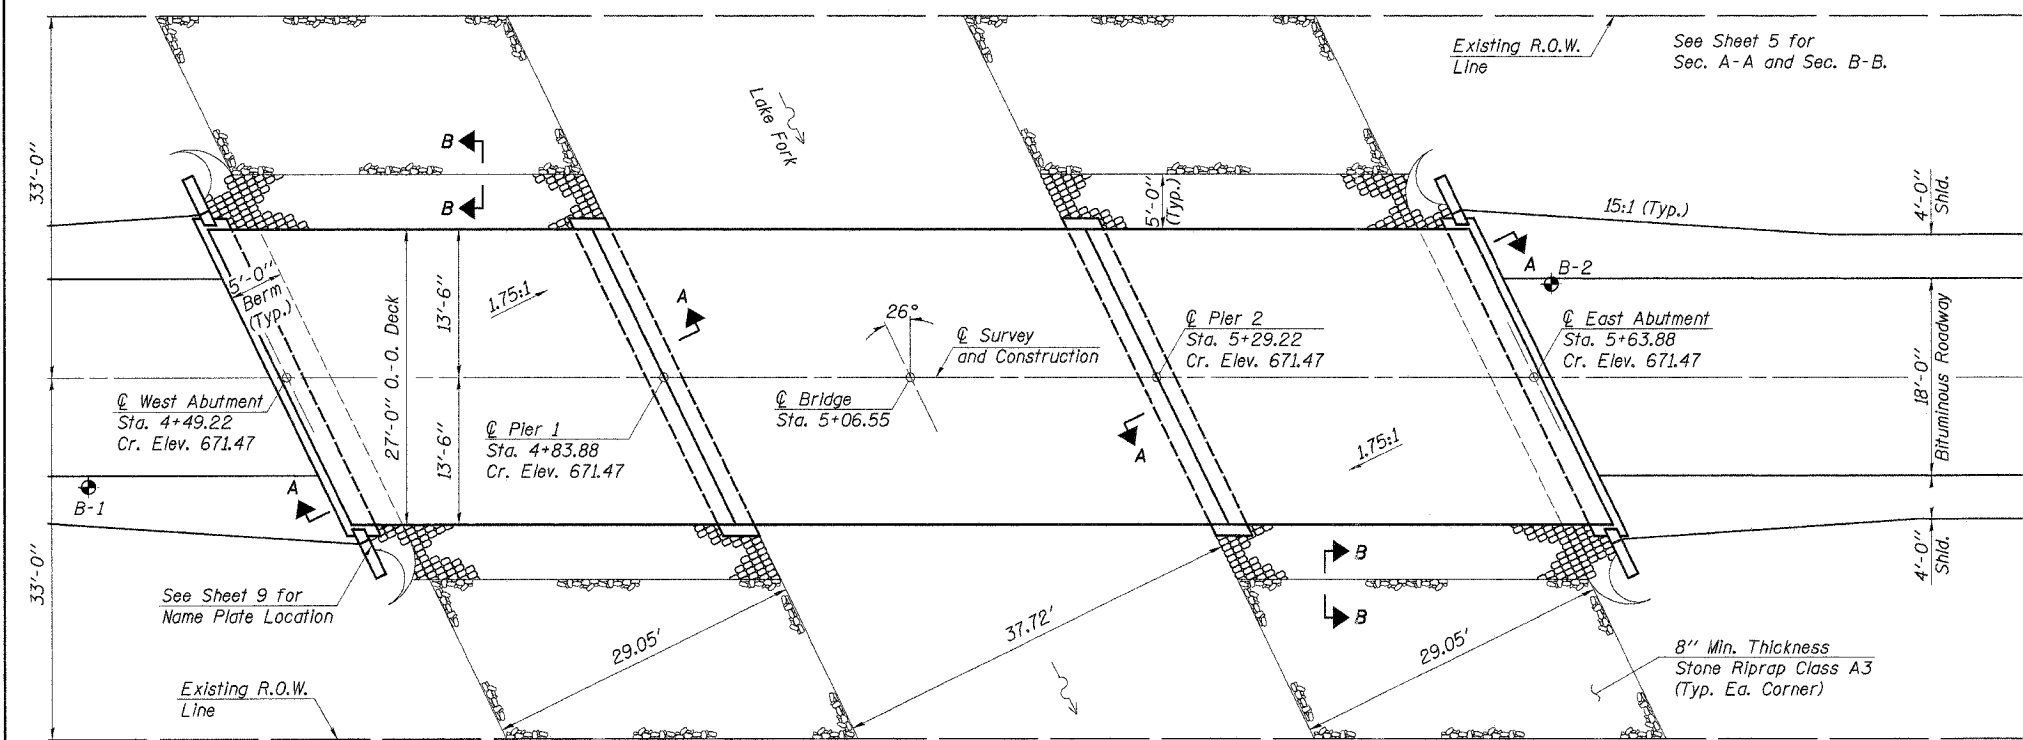 Existing R.O.W.
Line
See Sheet 5 for
Sec. A-A and Sec. B-B.
Lake Fork
33'-0"
B
B
5'-0"
(Typ.)
15:1 (Typ.)
4'-0"
Shld.
A
B-2
5'-0"
Berm
(Typ.)
27'-0" O.-O. Deck
13'-6"
1.75:1
A
26°
℄ Survey
and Construction
℄ Pier 2
Sta. 5+29.22
Cr. Elev. 671.47
℄ East Abutment
Sta. 5+63.88
Cr. Elev. 671.47
18'-0"
Bituminous Roadway
℄ West Abutment
Sta. 4+49.22
Cr. Elev. 671.47
℄ Pier 1
Sta. 4+83.88
Cr. Elev. 671.47
13'-6"
℄ Bridge
Sta. 5+06.55
A
1.75:1
B-1
A
33'-0"
See Sheet 9 for
Name Plate Location
B
B
4'-0"
Shld.
29.05'
37.72'
29.05'
8" Min. Thickness
Stone Riprap Class A3
(Typ. Ea. Corner)
Existing R.O.W.
Line